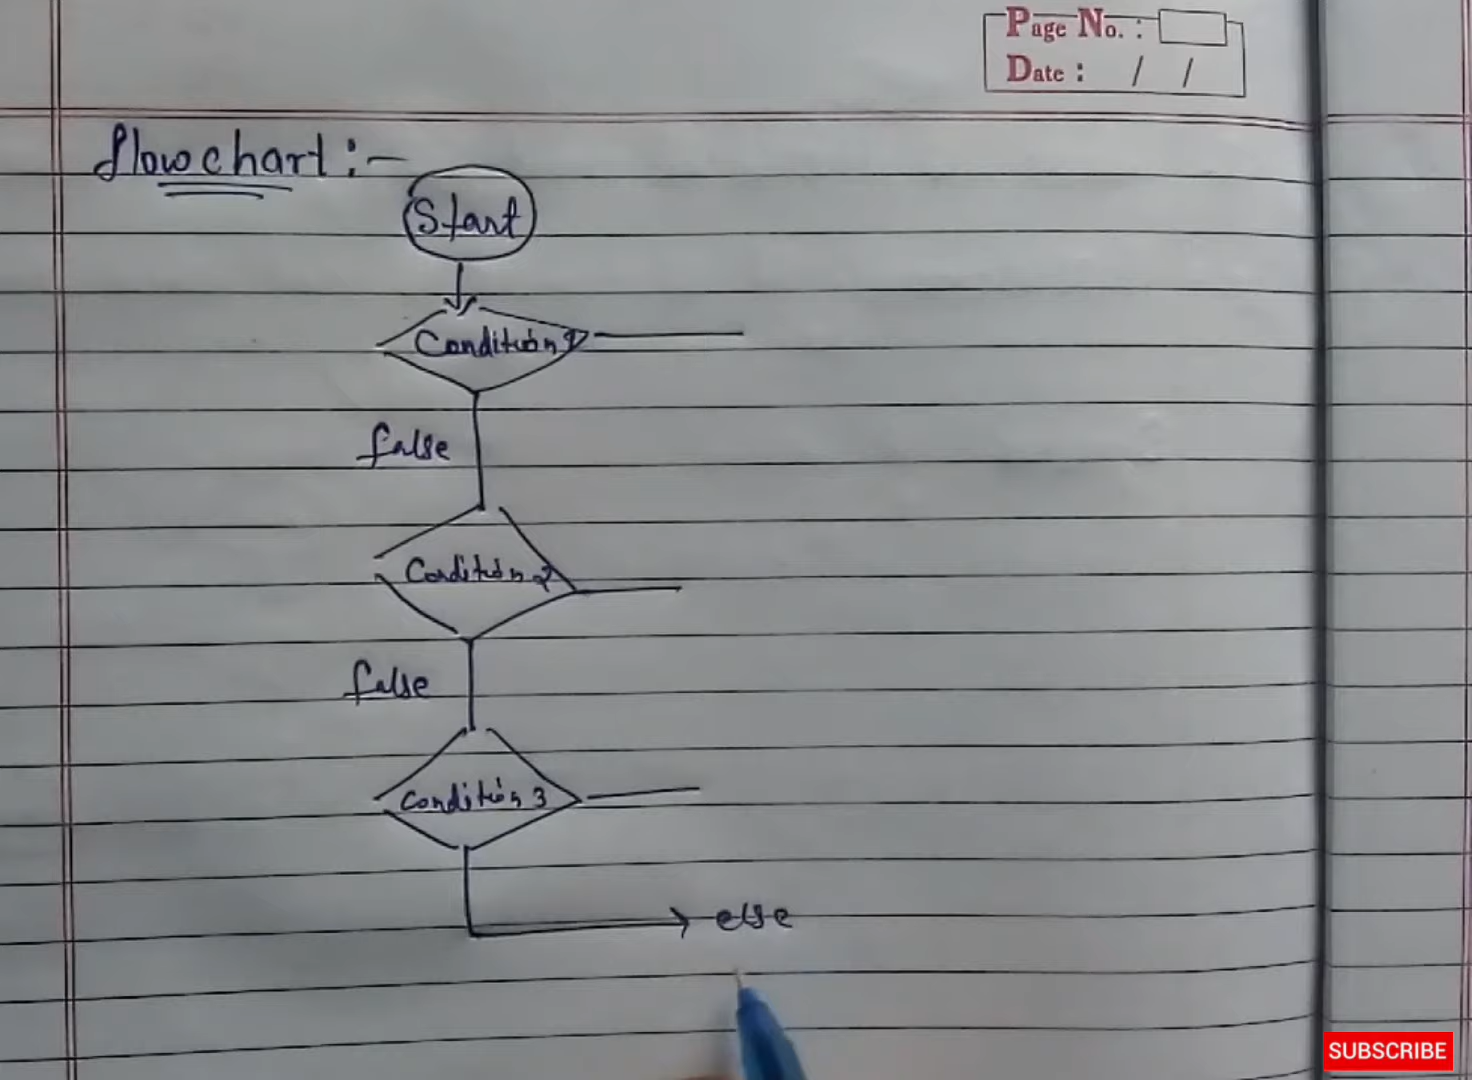 Page No. :
Date : / /
flowchart :-
Start
Condition 1
false
Condition 2
false
Condition 3
else
SUBSCRIBE